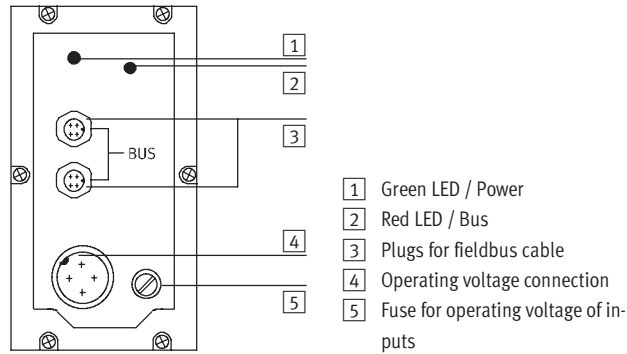 1
2
3
BUS
4
5
1 Green LED / Power
2 Red LED / Bus
3 Plugs for fieldbus cable
4 Operating voltage connection
5 Fuse for operating voltage of in-
puts